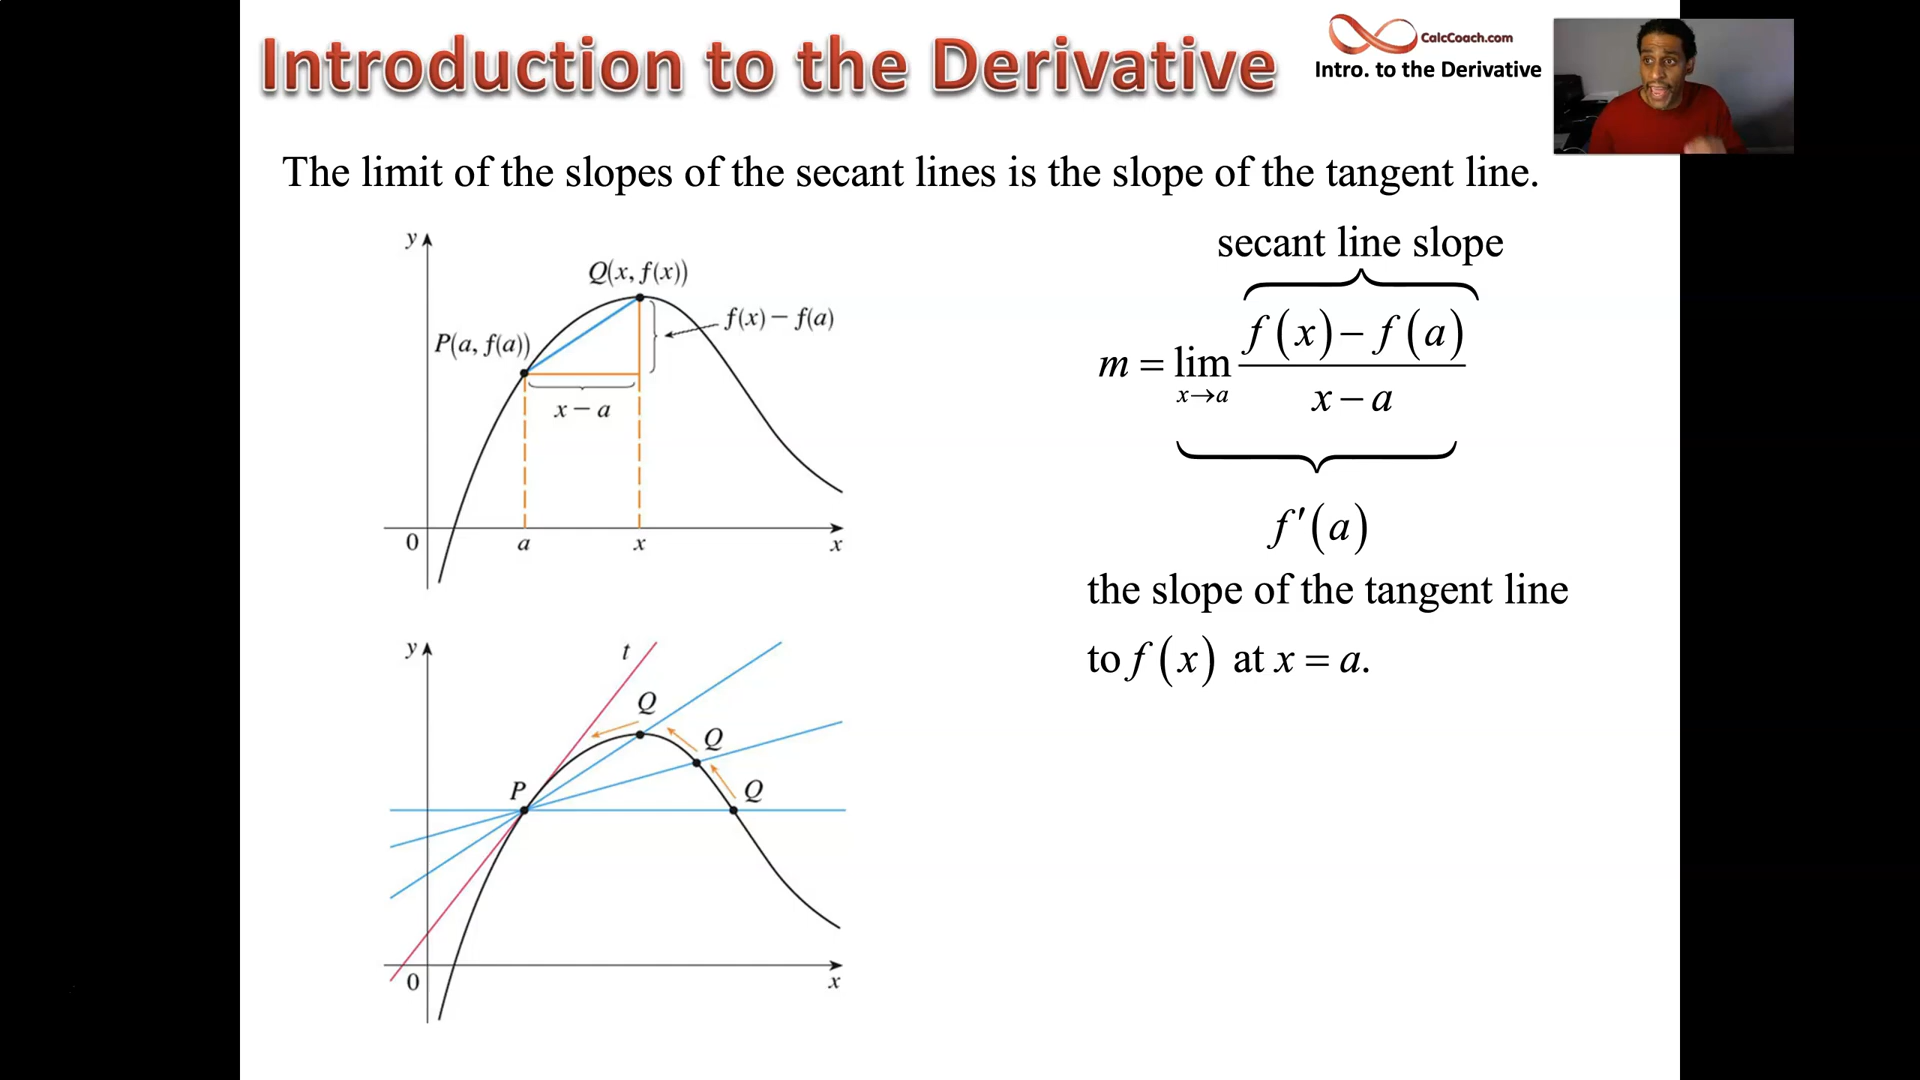 Introduction to the Derivative
CalcCoach.com
Intro. to the Derivative
The limit of the slopes of the secant lines is the slope of the tangent line.
y
Q(x, f(x))
P(a, f(a))
f(x) − f(a)
x − a
0
a
x
x
secant line slope
m = lim x→a f(x) − f(a) / x − a
f′(a)
the slope of the tangent line
to f(x) at x = a.
y
t
Q
Q
P
Q
0
x